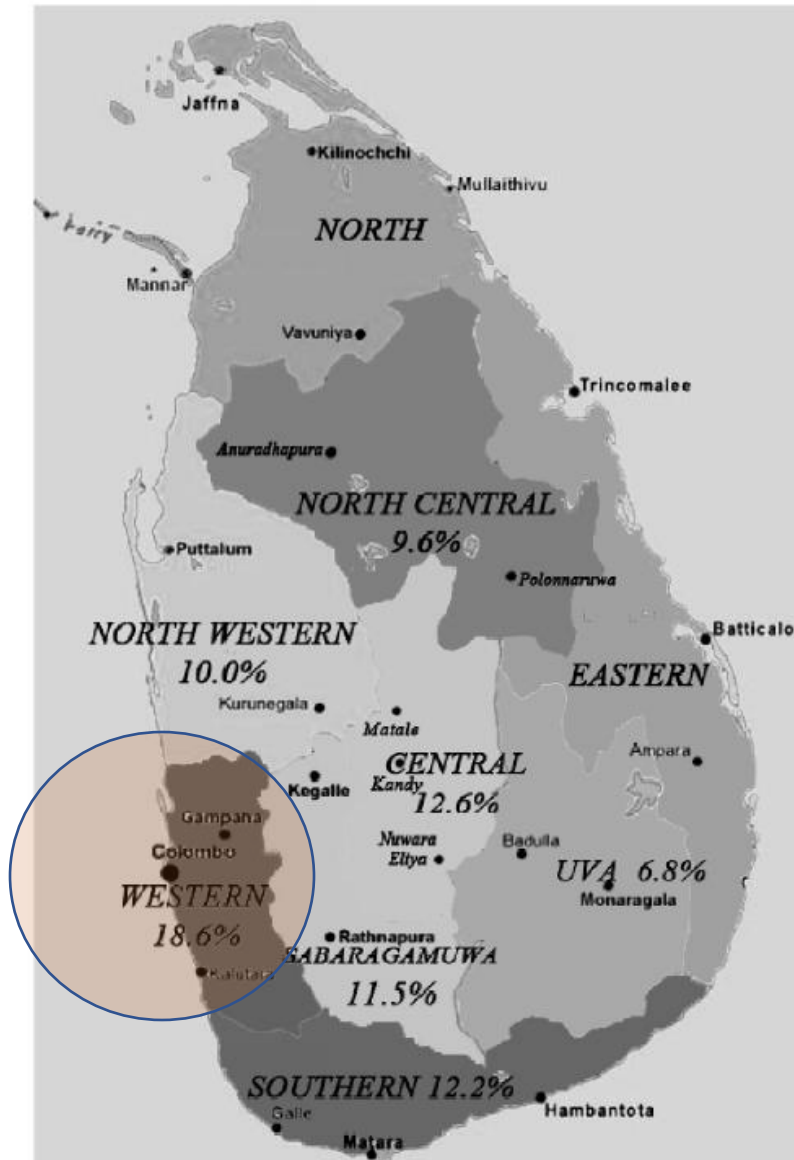 Jaffna
Kilinochchi
Mullaithivu
NORTH
Ferry
Mannar
Vavuniya
Trincomalee
Anuradhapura
NORTH CENTRAL
9.6%
Puttalum
Polonnaruwa
NORTH WESTERN
10.0%
Batticalo
EASTERN
Kurunegala
Matale
Ampara
CENTRAL
Kandy
12.6%
Kegalle
Gampaha
Colombo
Nuwara
Eliya
Badulla
UVA 6.8%
Monaragala
WESTERN
18.6%
Rathnapura
SABARAGAMUWA
11.5%
Kalutara
SOUTHERN 12.2%
Galle
Hambantota
Matara